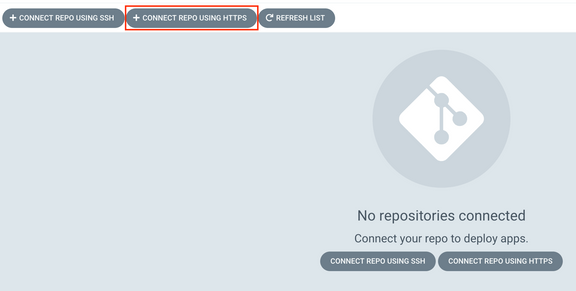 CONNECT REPO USING SSH
CONNECT REPO USING HTTPS
REFRESH LIST
No repositories connected
Connect your repo to deploy apps.
CONNECT REPO USING SSH
CONNECT REPO USING HTTPS